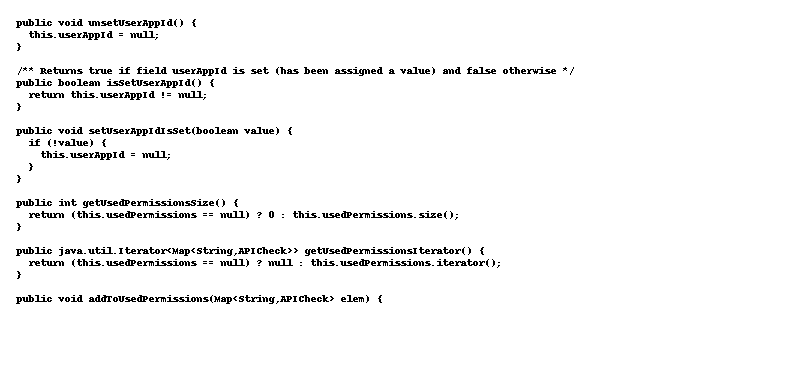 public void unsetUserAppId() {
this.userAppId = null;
}
/** Returns true if field userAppId is set (has been assigned a value) and false otherwise */
public boolean isSetUserAppId() {
return this.userAppId != null;
}
public void setUserAppIdIsSet(boolean value) {
if (!value) {
this.userAppId = null;
}
}
public int getUsedPermissionsSize() {
return (this.usedPermissions == null) ? 0 : this.usedPermissions.size();
}
public java.util.Iterator<Map<String,APICheck>> getUsedPermissionsIterator() {
return (this.usedPermissions == null) ? null : this.usedPermissions.iterator();
}
public void addToUsedPermissions(Map<String,APICheck> elem) {